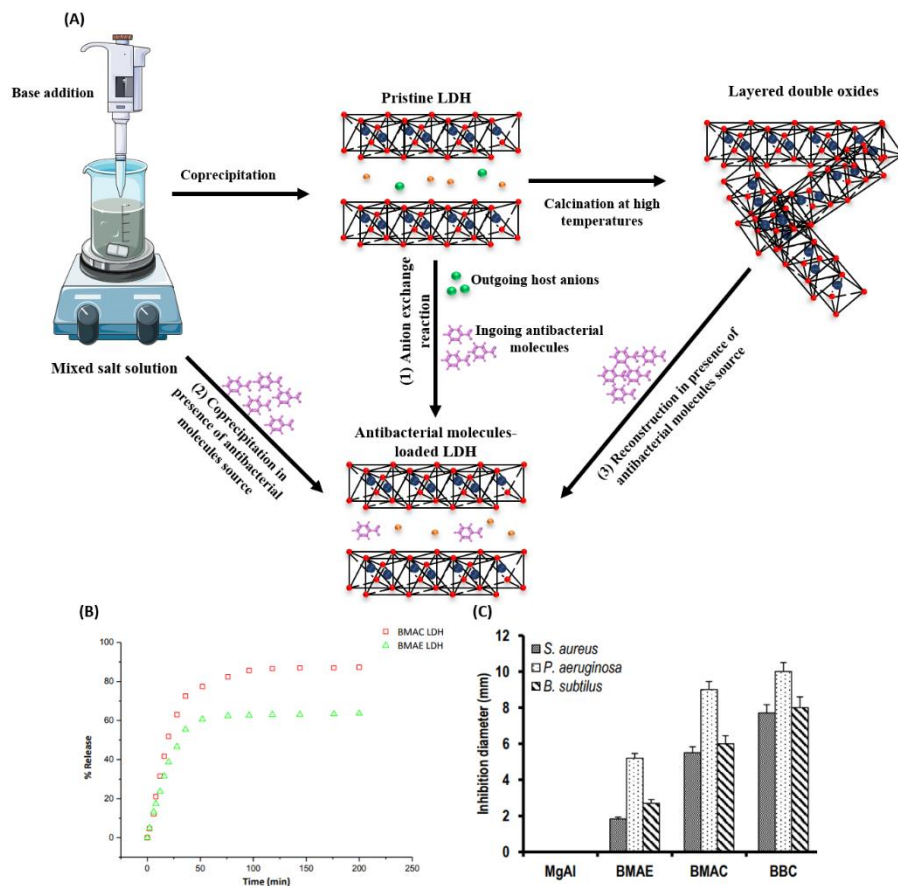 (A)
Base addition
Pristine LDH
Layered double oxides
Coprecipitation
Calcination at high
temperatures
Mixed salt solution
(1) Anion exchange
reaction
Outgoing host anions
Ingoing antibacterial
molecules
(2) Coprecipitation in
presence of antibacterial
molecules source
(3) Reconstruction in presence of
antibacterial molecules source
Antibacterial molecules-
loaded LDH
(B)
BMAC LDH
BMAE LDH
% Release
100
80
60
40
20
0
0
50
100
150
200
250
Time (min)
(C)
S. aureus
P. aeruginosa
B. subtilus
Inhibition diameter (mm)
12
10
8
6
4
2
0
MgAl
BMAE
BMAC
BBC